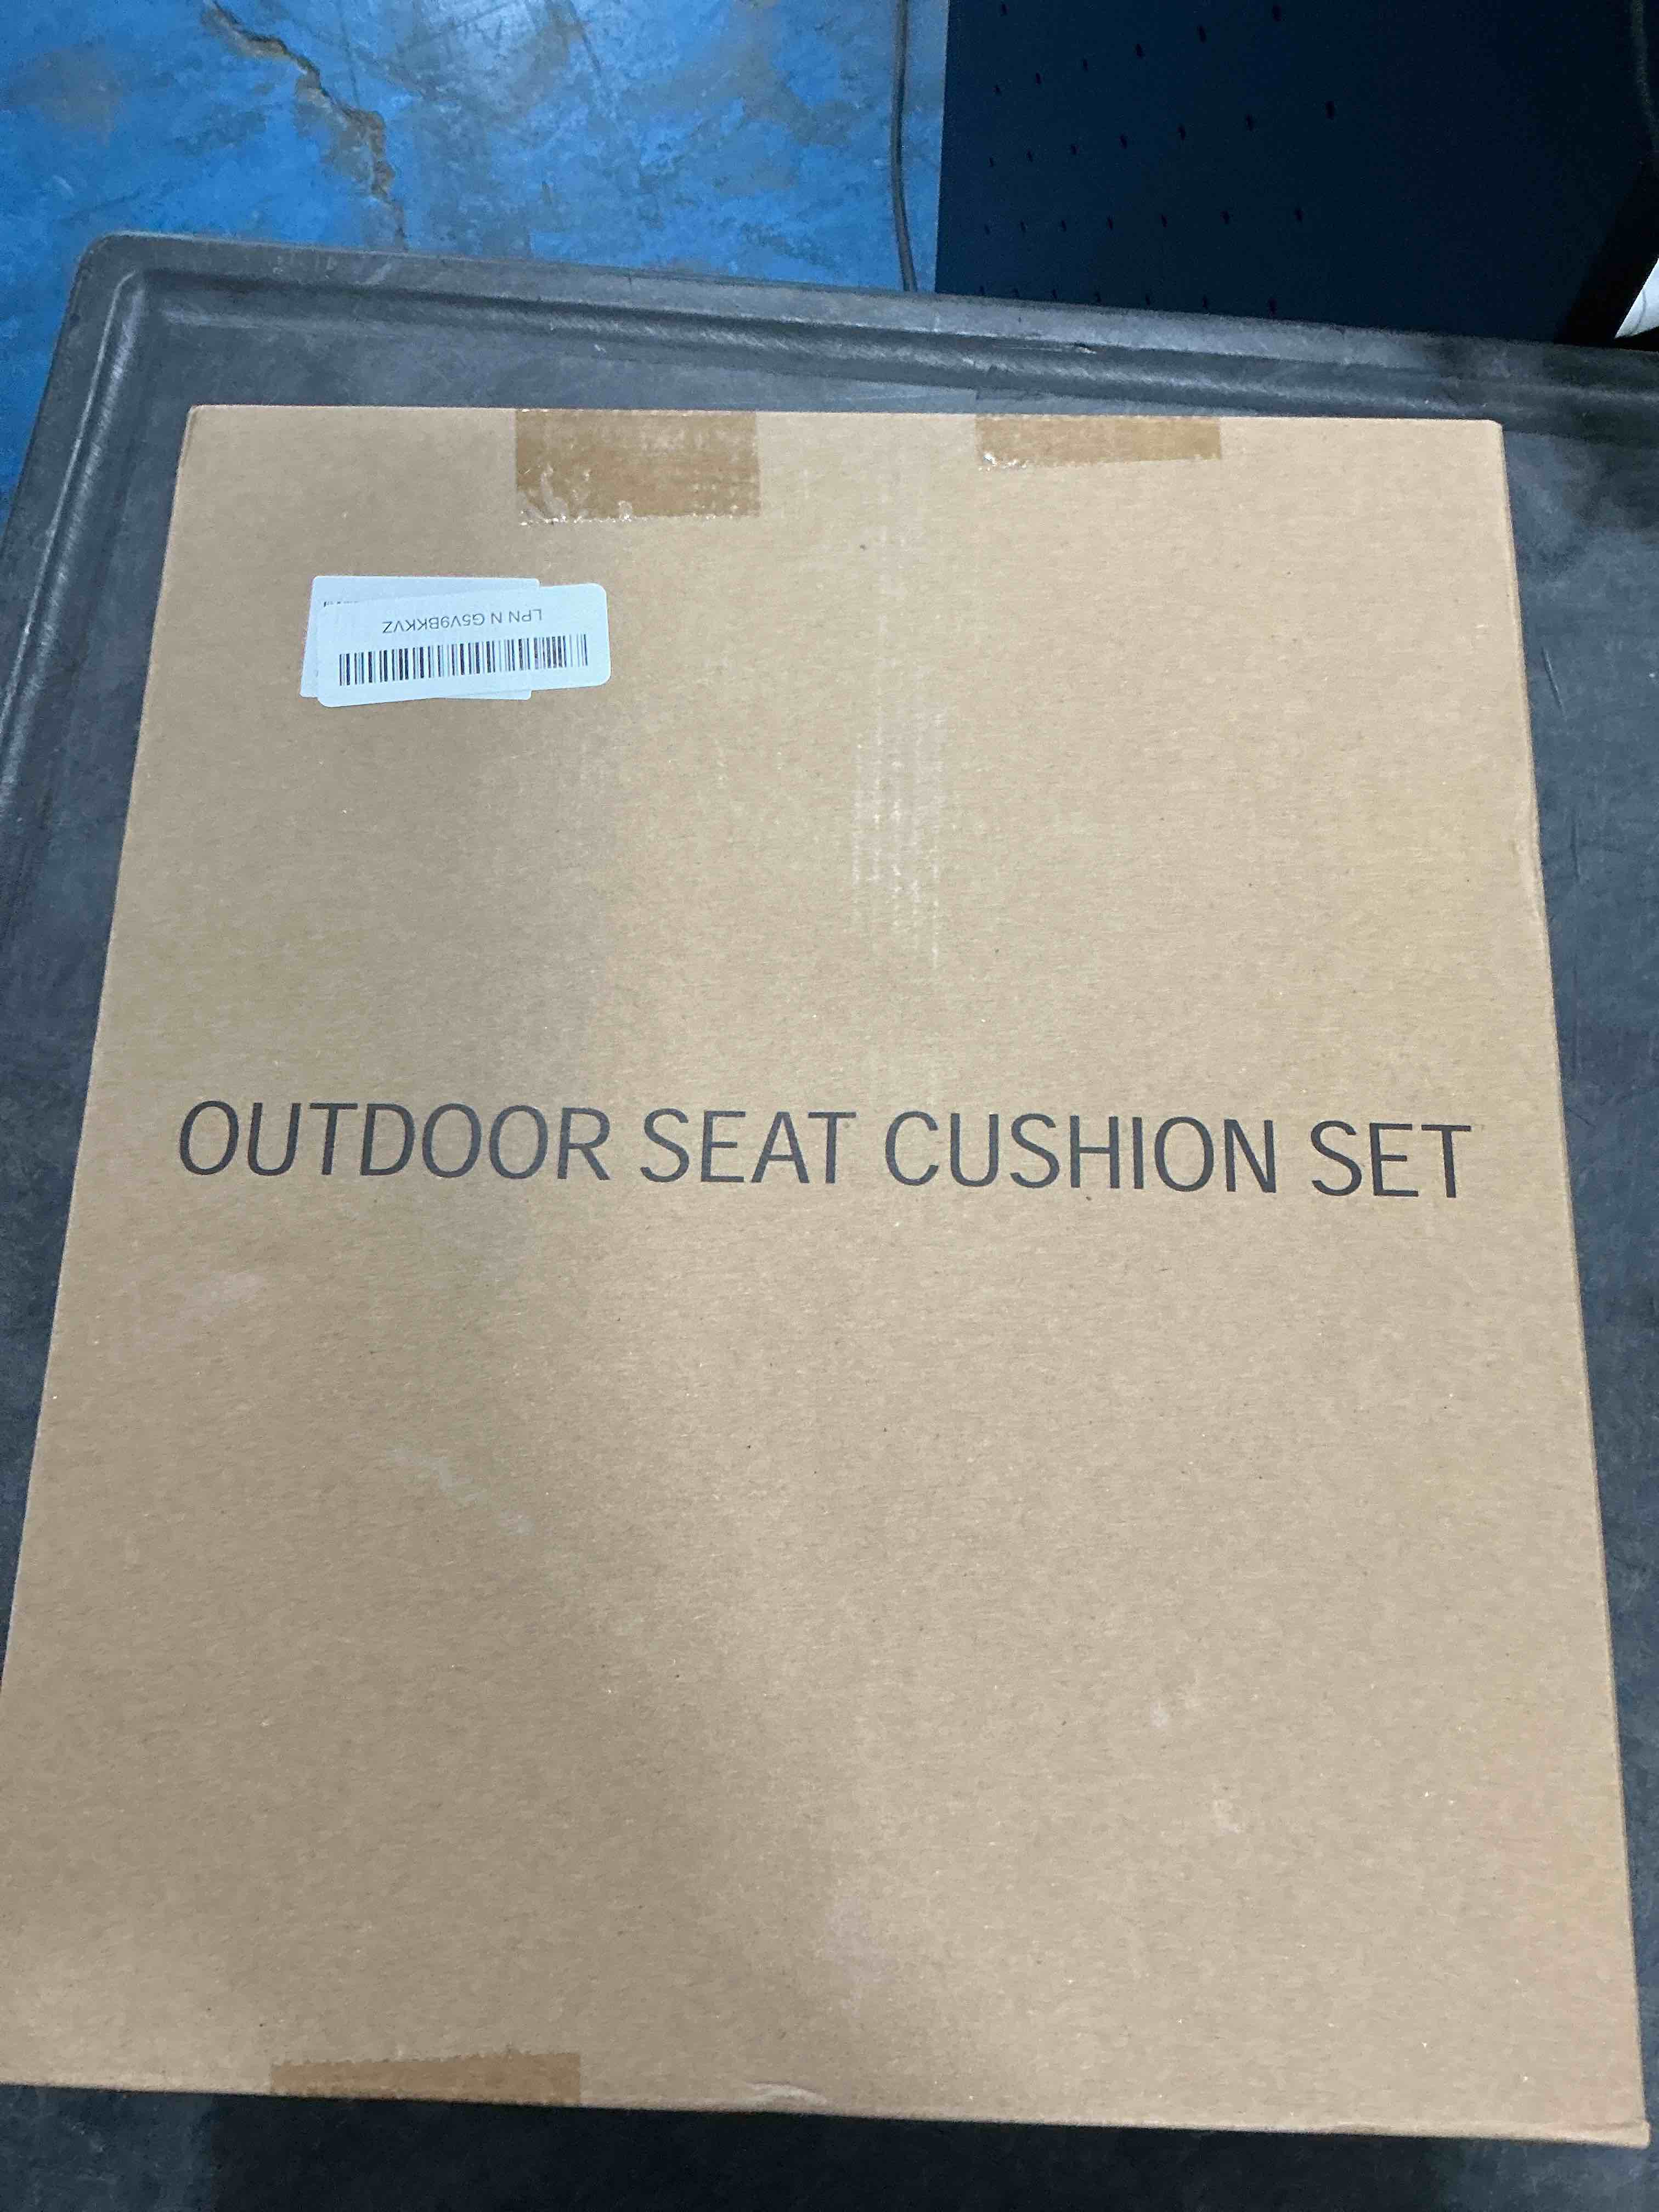 LPN N G5V9BKKVZ
OUTDOOR SEAT CUSHION SET